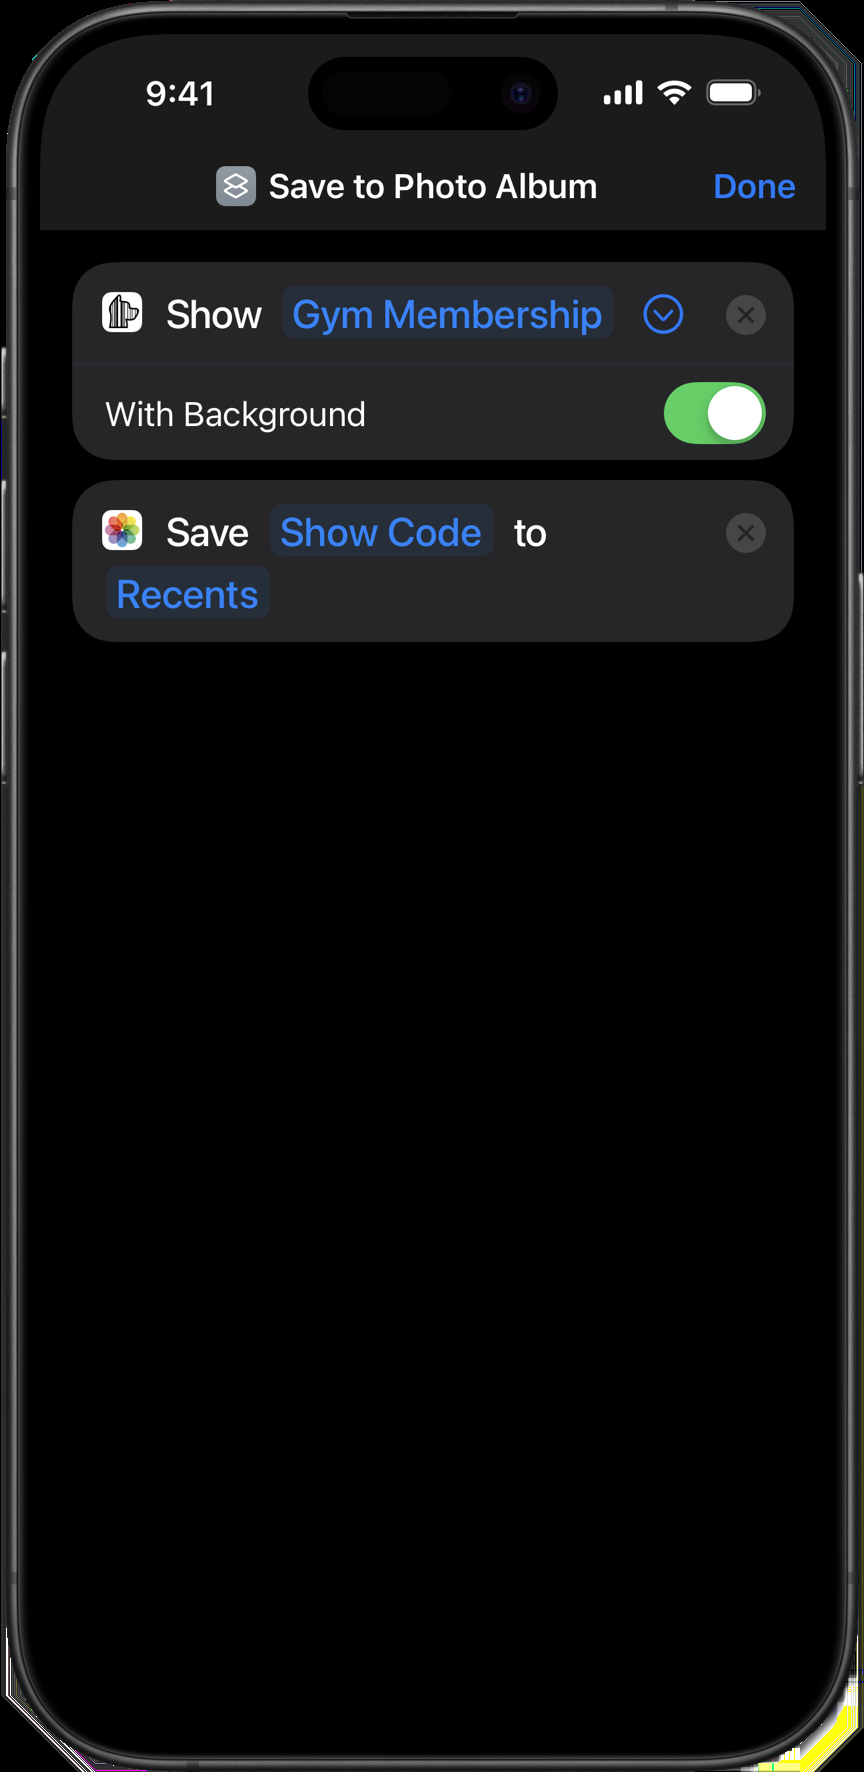 9:41
Save to Photo Album Done
Show Gym Membership
With Background
Save Show Code to
Recents